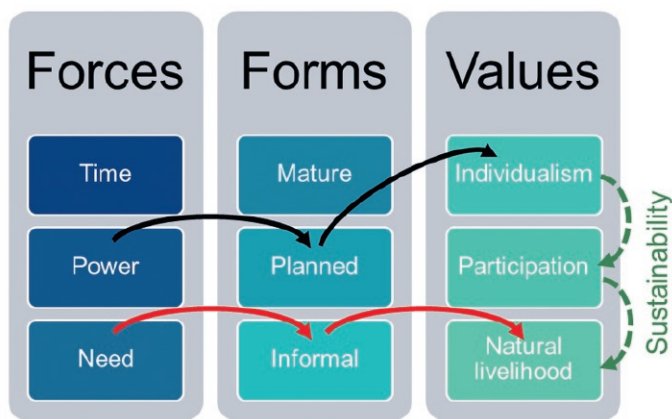 Forces
Forms
Values
Time
Mature
Individualism
Power
Planned
Participation
Need
Informal
Natural
livelihood
Sustainability